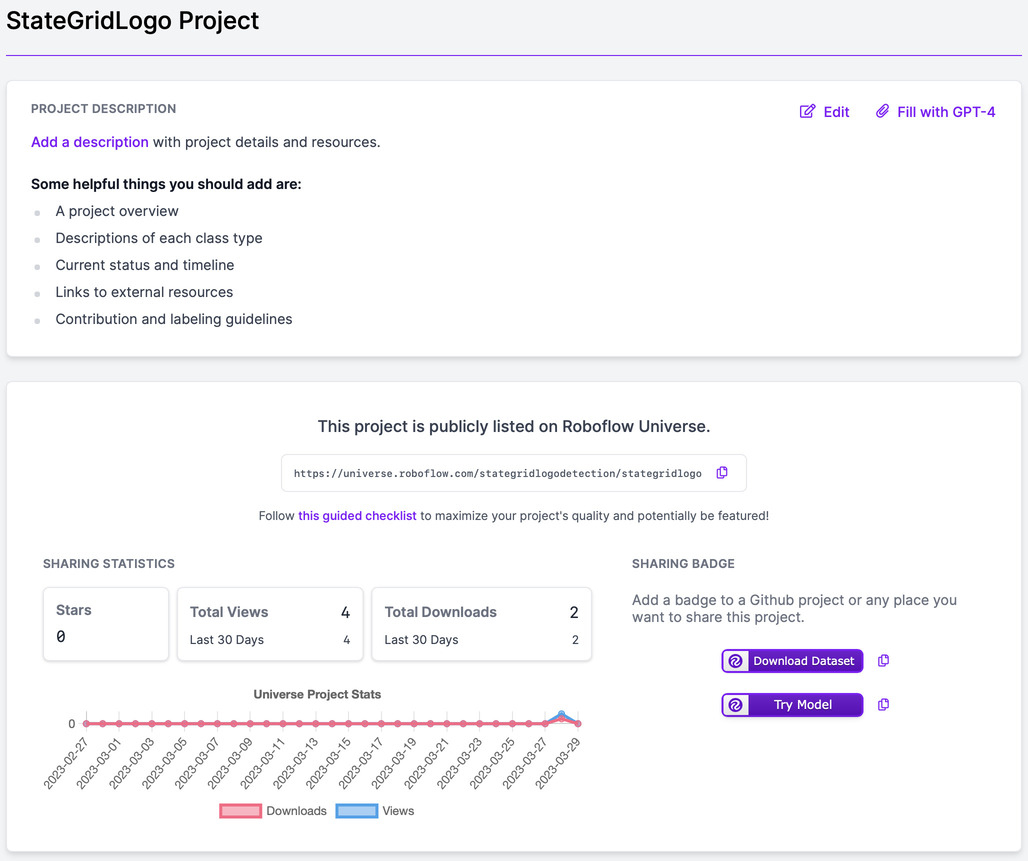 StateGridLogo Project
PROJECT DESCRIPTION
Edit
Fill with GPT-4
Add a description with project details and resources.
Some helpful things you should add are:
A project overview
Descriptions of each class type
Current status and timeline
Links to external resources
Contribution and labeling guidelines
This project is publicly listed on Roboflow Universe.
https://universe.roboflow.com/stategridlogodetection/stategridlogo
Follow this guided checklist to maximize your project's quality and potentially be featured!
SHARING STATISTICS
Stars
0
Total Views 4
Last 30 Days 4
Total Downloads 2
Last 30 Days 2
Universe Project Stats
0
2023-02-27
2023-03-01
2023-03-03
2023-03-05
2023-03-07
2023-03-09
2023-03-11
2023-03-13
2023-03-15
2023-03-17
2023-03-19
2023-03-21
2023-03-23
2023-03-25
2023-03-27
2023-03-29
Downloads
Views
SHARING BADGE
Add a badge to a Github project or any place you
want to share this project.
Download Dataset
Try Model